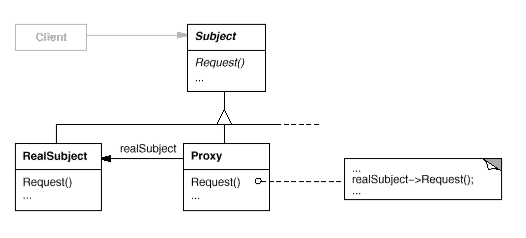 Client
Subject
Request()
...
realSubject
RealSubject
Request()
...
Proxy
Request()
...
...
realSubject->Request();
...